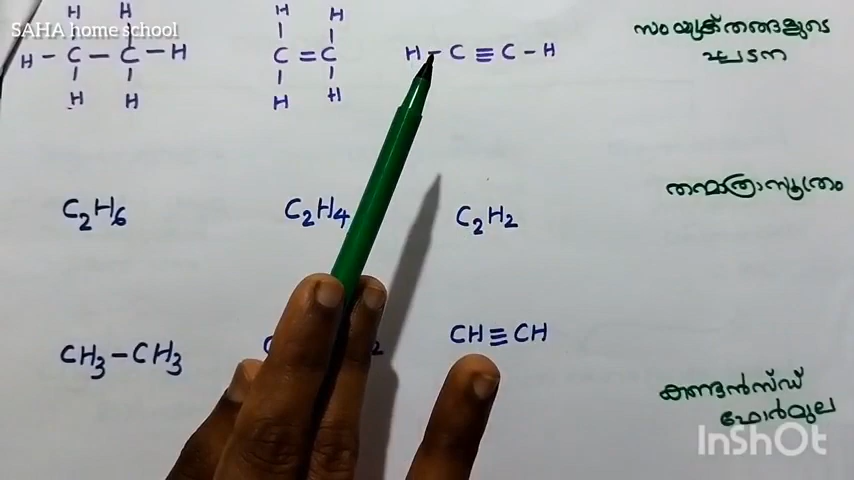 SAHA home school
H H
H – C – C – H
H H
H H
C = C
H H
H – C ≡ C – H
സംയുക്തങ്ങളുടെ
ഘടന
C₂H₆
C₂H₄
C₂H₂
തന്മാത്രാസൂത്രം
CH₃ – CH₃
CH ≡ CH
കണ്ടൻസ്ഡ്
ഫോർമുല
InShOt